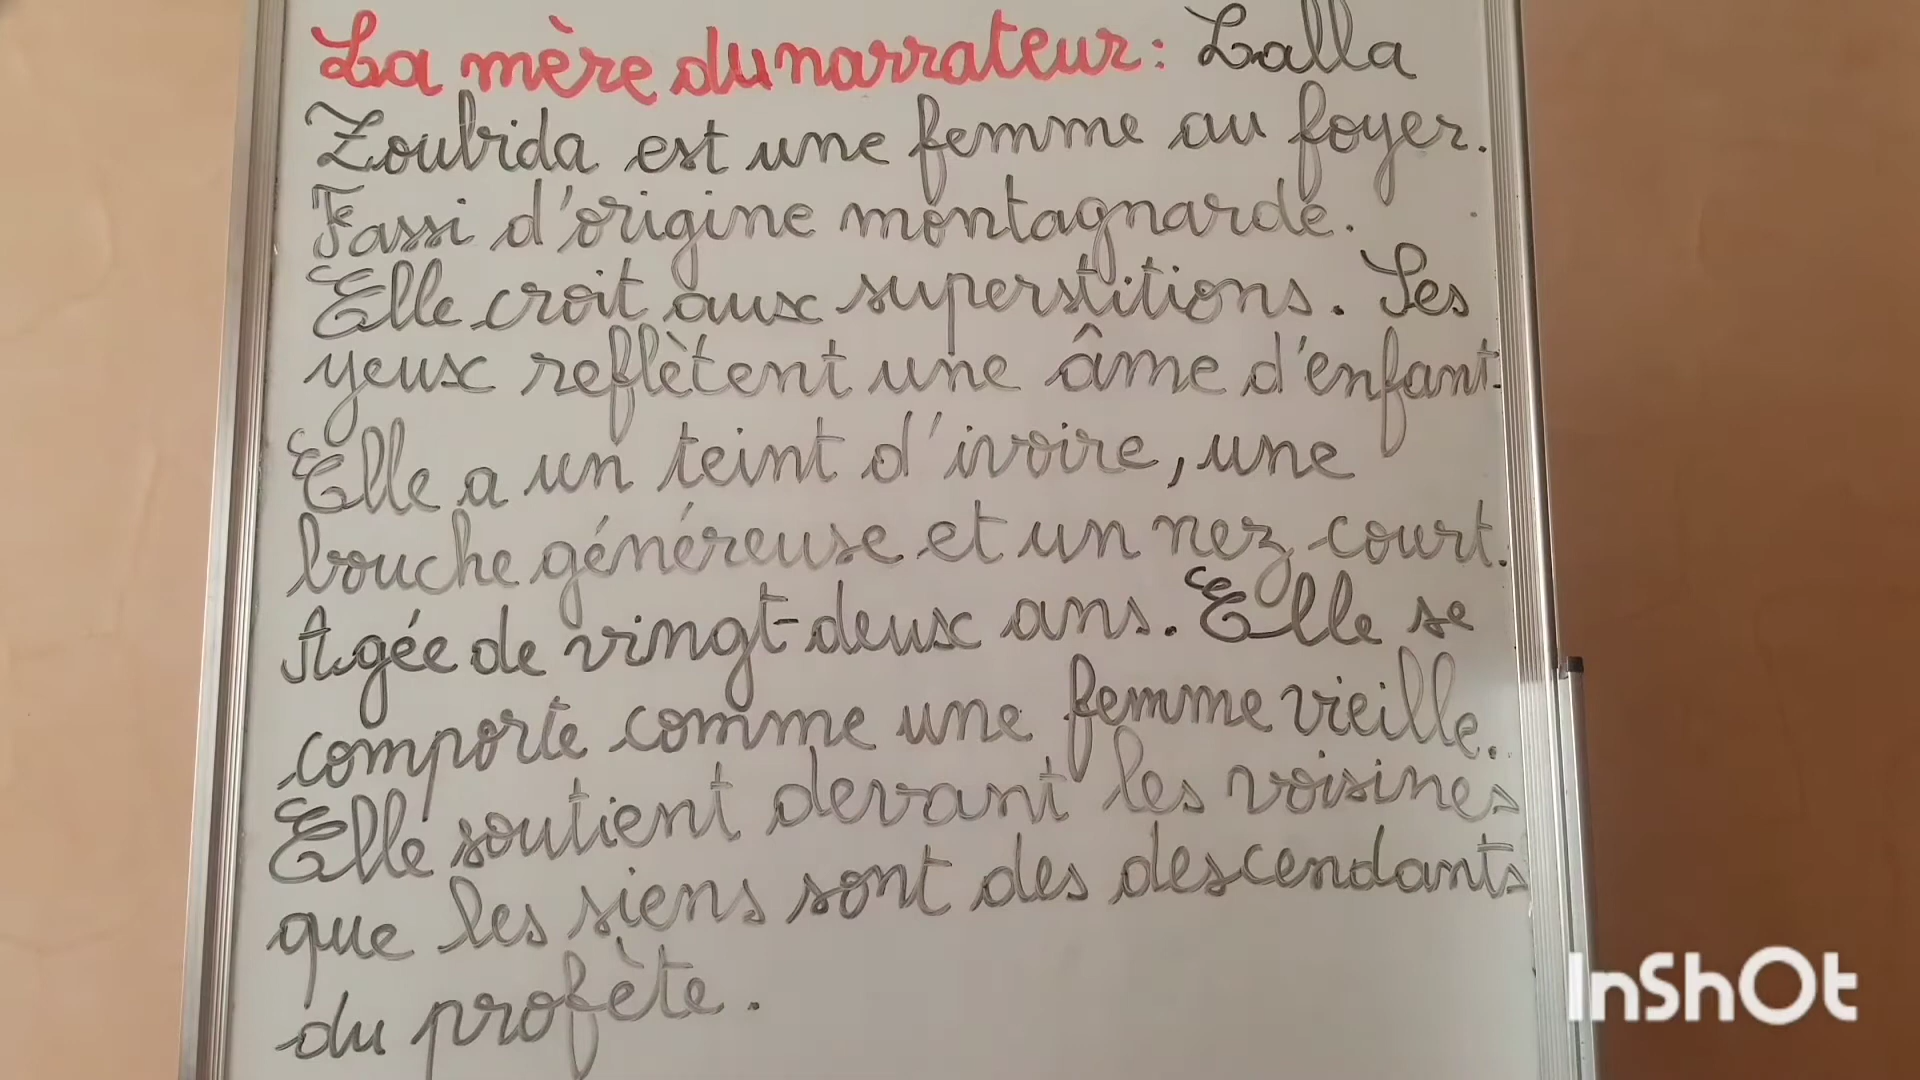 La mère du narrateur: Lalla
Zoubida est une femme au foyer.
Fassi d'origine montagnarde.
Elle croit aux superstitions. Ses
yeux reflètent une âme d'enfant.
Elle a un teint d'ivoire, une
bouche généreuse et un nez court.
Agée de vingt-deux ans. Elle se
comporte comme une femme vieille.
Elle soutient devant les voisines
que les siens sont des descendants
du profète.
InShOt